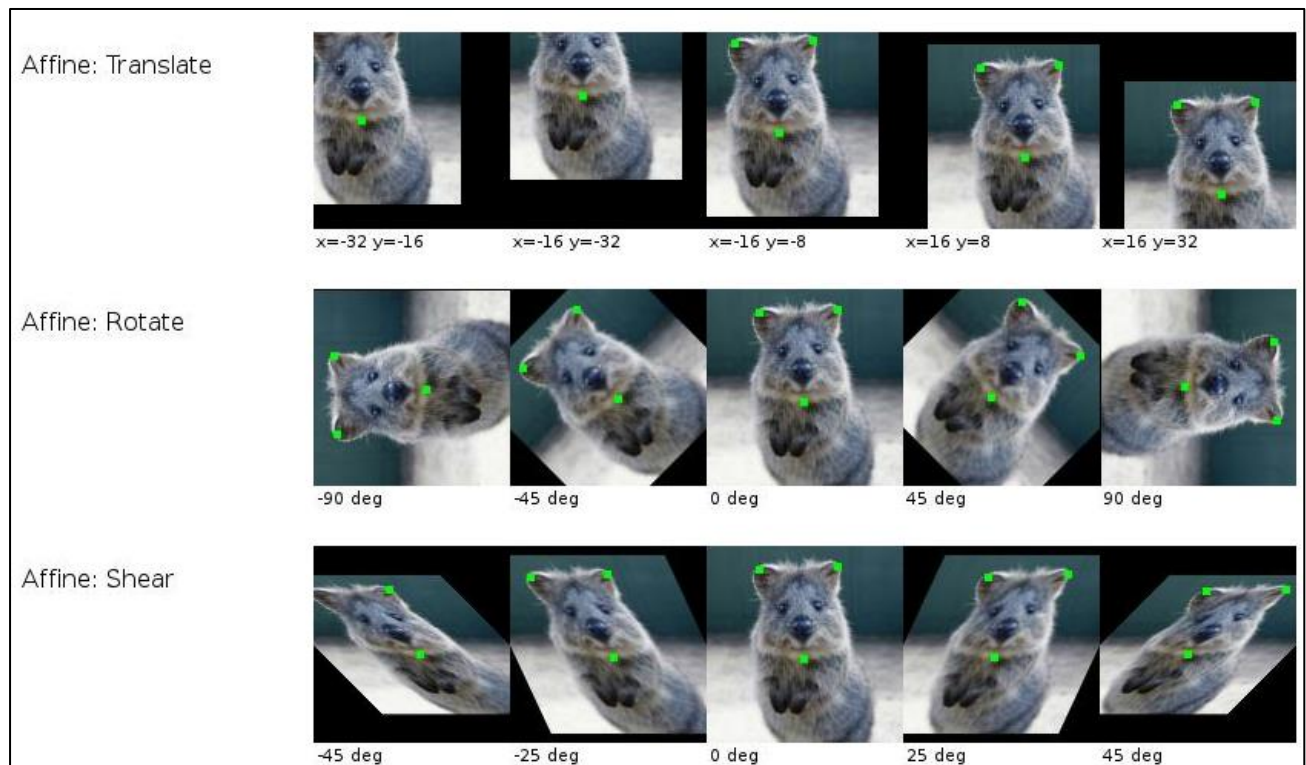 Affine: Translate
x=-32 y=-16 x=-16 y=-32 x=-16 y=-8 x=16 y=8 x=16 y=32
Affine: Rotate
-90 deg -45 deg 0 deg 45 deg 90 deg
Affine: Shear
-45 deg -25 deg 0 deg 25 deg 45 deg